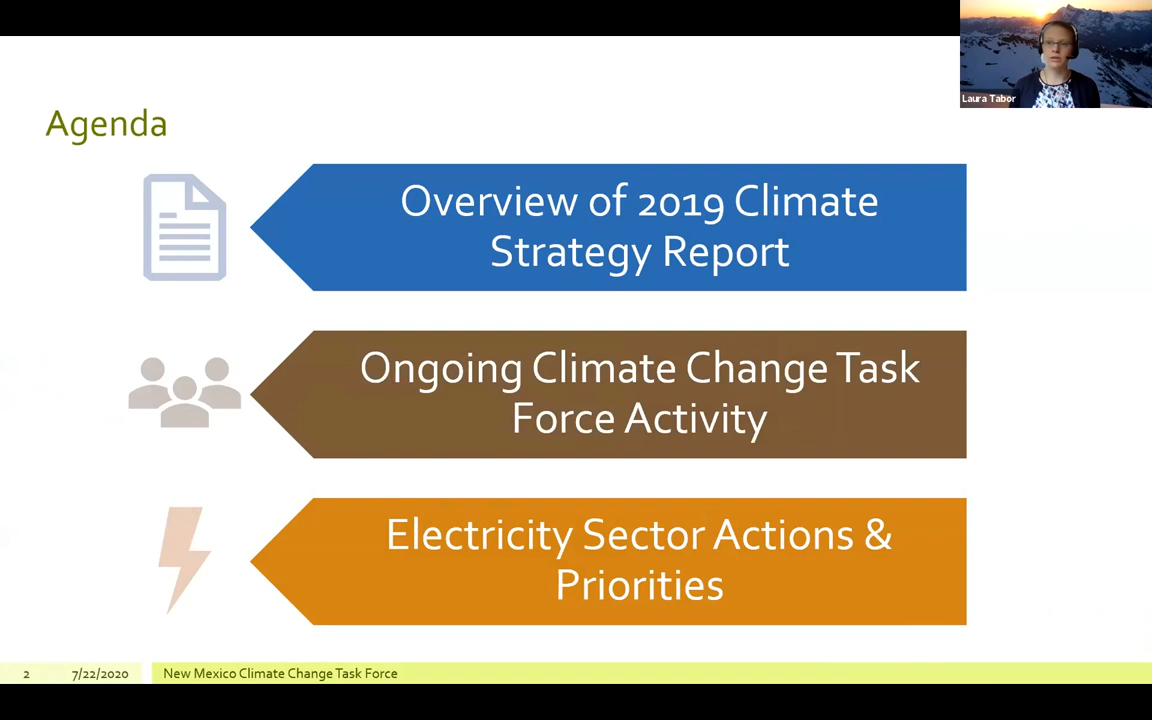 Laura Tabor
Agenda
Overview of 2019 Climate
Strategy Report
Ongoing Climate Change Task
Force Activity
Electricity Sector Actions &
Priorities
2
7/22/2020
New Mexico Climate Change Task Force